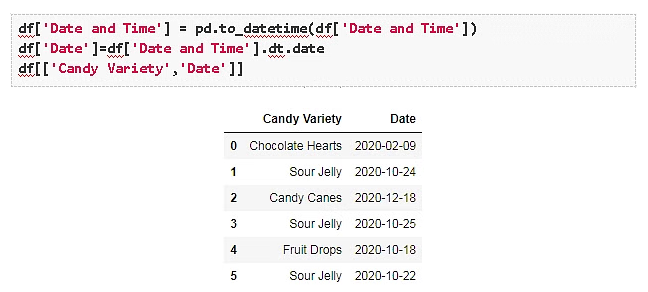 df['Date and Time'] = pd.to_datetime(df['Date and Time'])
df['Date']=df['Date and Time'].dt.date
df[['Candy Variety','Date']]
Candy Variety Date
0 Chocolate Hearts 2020-02-09
1 Sour Jelly 2020-10-24
2 Candy Canes 2020-12-18
3 Sour Jelly 2020-10-25
4 Fruit Drops 2020-10-18
5 Sour Jelly 2020-10-22